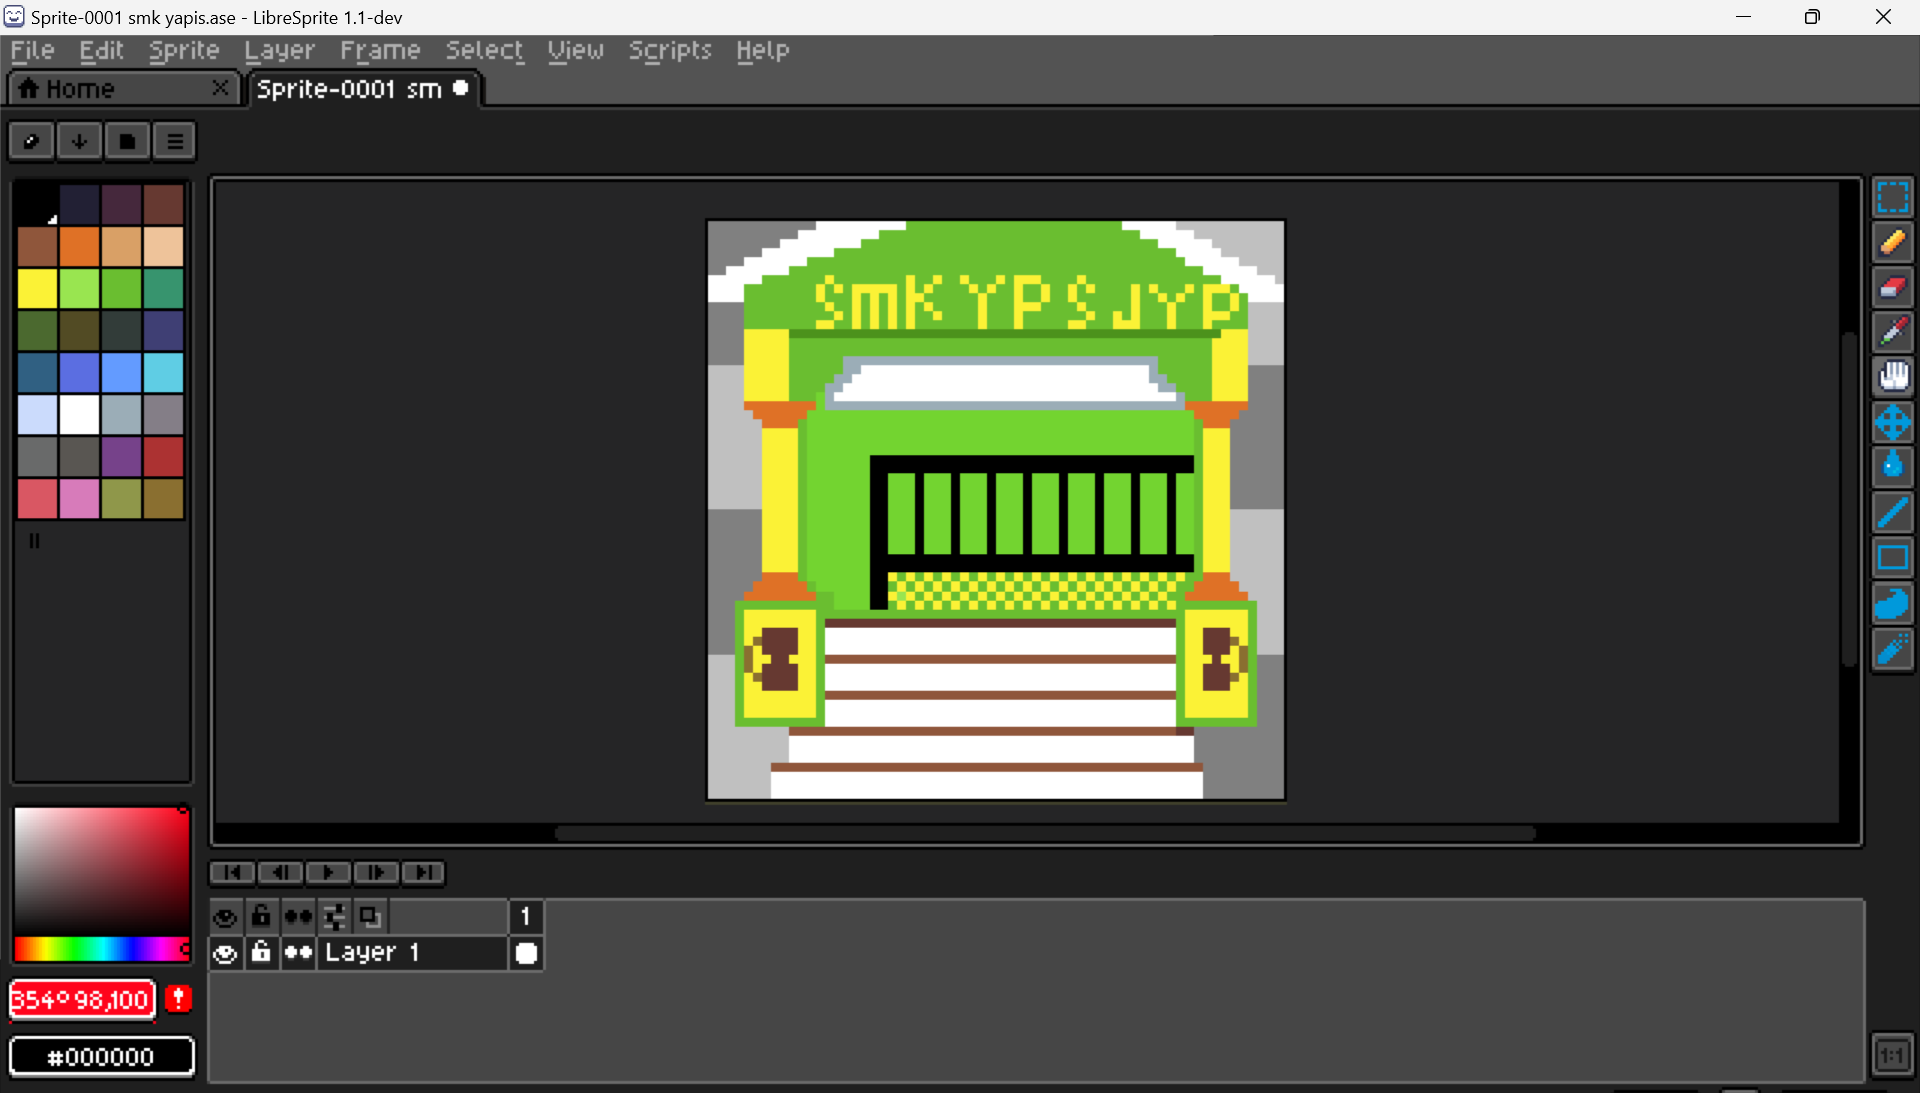 Sprite-0001 smk yapis.ase - LibreSprite 1.1-dev
File Edit Sprite Layer Frame Select View Scripts Help
Home
Sprite-0001 sm
SMK YPS JYP
1
Layer 1
354° 98,100
#000000
1:1